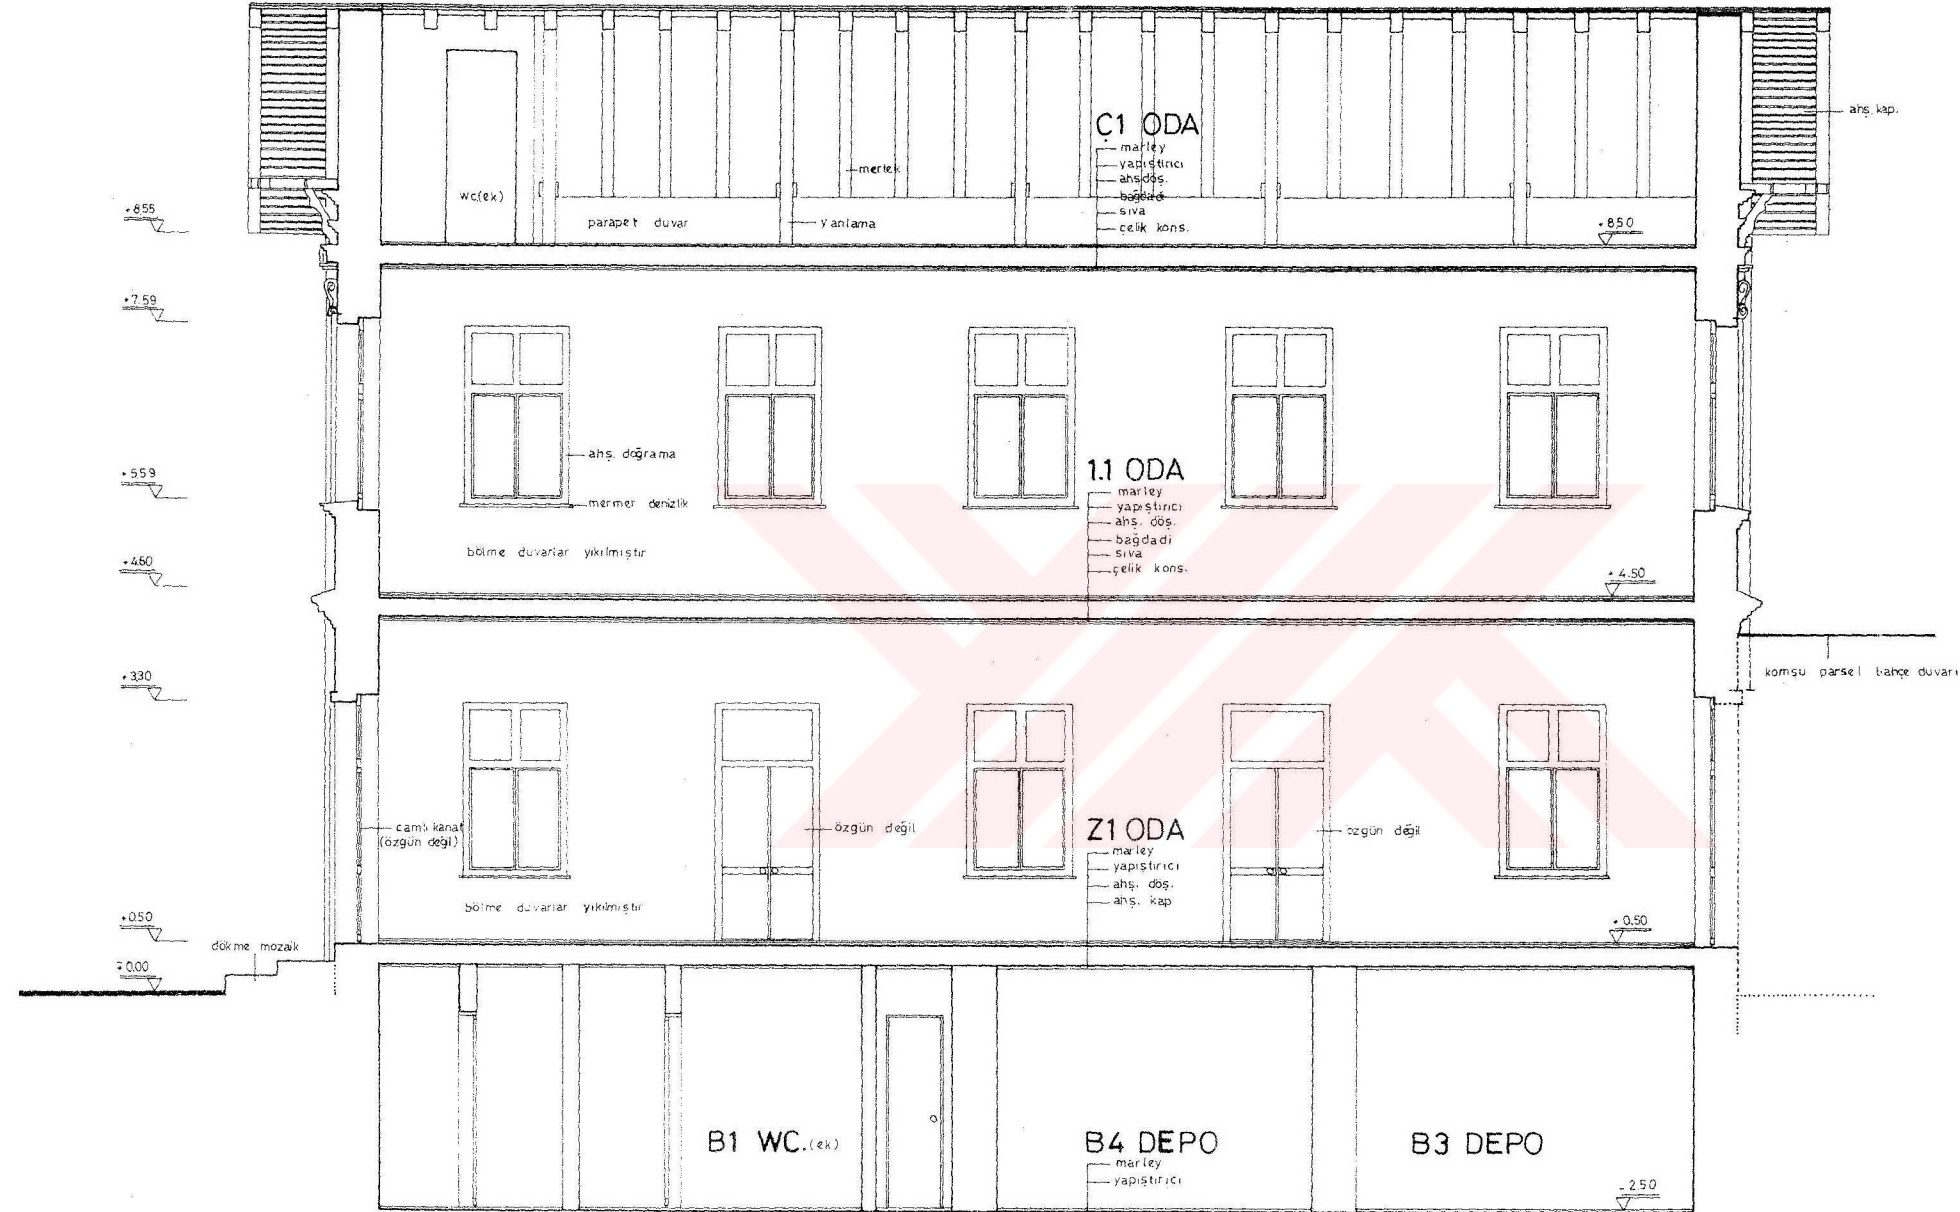 ahş. kap.
Ç1 ODA
marley
yapıştırıcı
ahş.döş.
bağdadi
sıva
çelik kons.
mertek
wc.(ek)
parapet duvar
yanlama
+8.55
+8.50
+7.59
+5.59
ahş. doğrama
mermer denizlik
1.1 ODA
marley
yapıştırıcı
ahş. döş.
bağdadi
sıva
çelik kons.
bölme duvarlar yıkılmıştır
+4.60
+4.50
+3.30
komşu parsel bahçe duvarı
camlı kanat
(özgün değil)
özgün değil
Z1 ODA
marley
yapıştırıcı
ahş. döş.
ahş. kap
özgün değil
bölme duvarlar yıkılmıştır
+0.50
+0.50
dökme mozaik
∓0.00
B1 WC.(ek)
B4 DEPO
marley
yapıştırıcı
B3 DEPO
-2.50